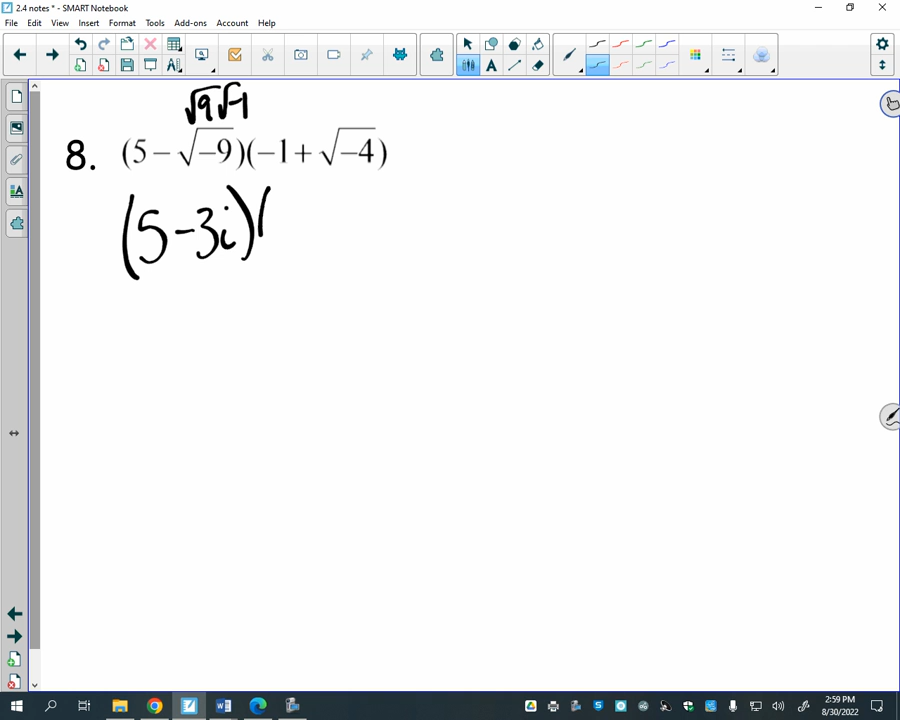 2.4 notes * - SMART Notebook
File Edit View Insert Format Tools Add-ons Account Help
√9√-1
8. (5 − √−9)(−1 + √−4)
(5 - 3i)(
2:59 PM
8/30/2022